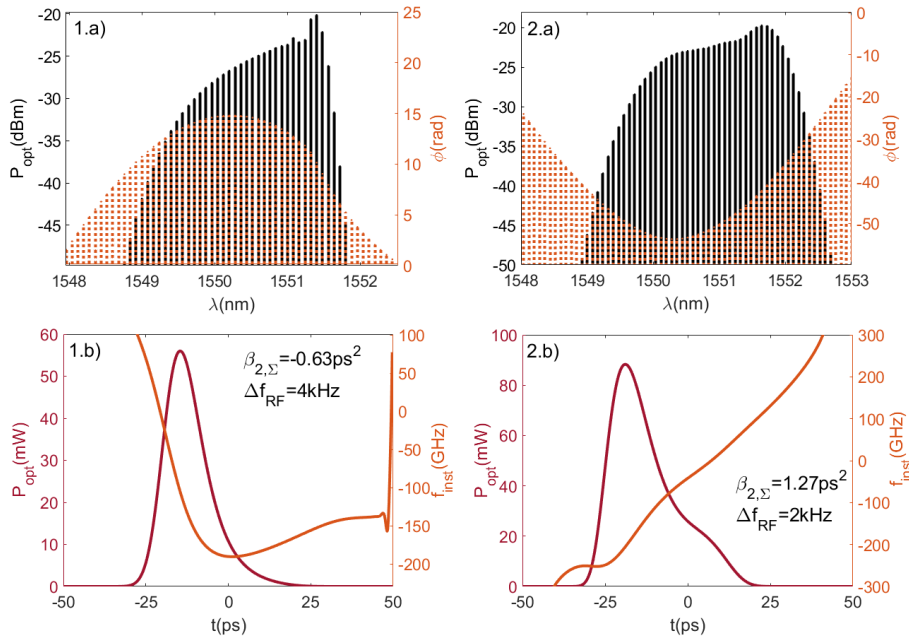 1.a)
-20
-25
-30
-35
-40
-45
P_opt(dBm)
25
20
15
10
5
0
ϕ(rad)
1548 1549 1550 1551 1552
λ(nm)
2.a)
-20
-25
-30
-35
-40
-45
-50
P_opt(dBm)
0
-10
-20
-30
-40
-50
ϕ(rad)
1548 1549 1550 1551 1552 1553
λ(nm)
1.b)
60
50
40
30
20
10
0
P_opt(mW)
β_2,Σ=-0.63ps²
Δf_RF=4kHz
100
50
0
-50
-100
-150
-200
f_inst(GHz)
-50 -25 0 25 50
t(ps)
2.b)
100
80
60
40
20
0
P_opt(mW)
β_2,Σ=1.27ps²
Δf_RF=2kHz
300
200
100
0
-100
-200
-300
f_inst(GHz)
-50 -25 0 25 50
t(ps)